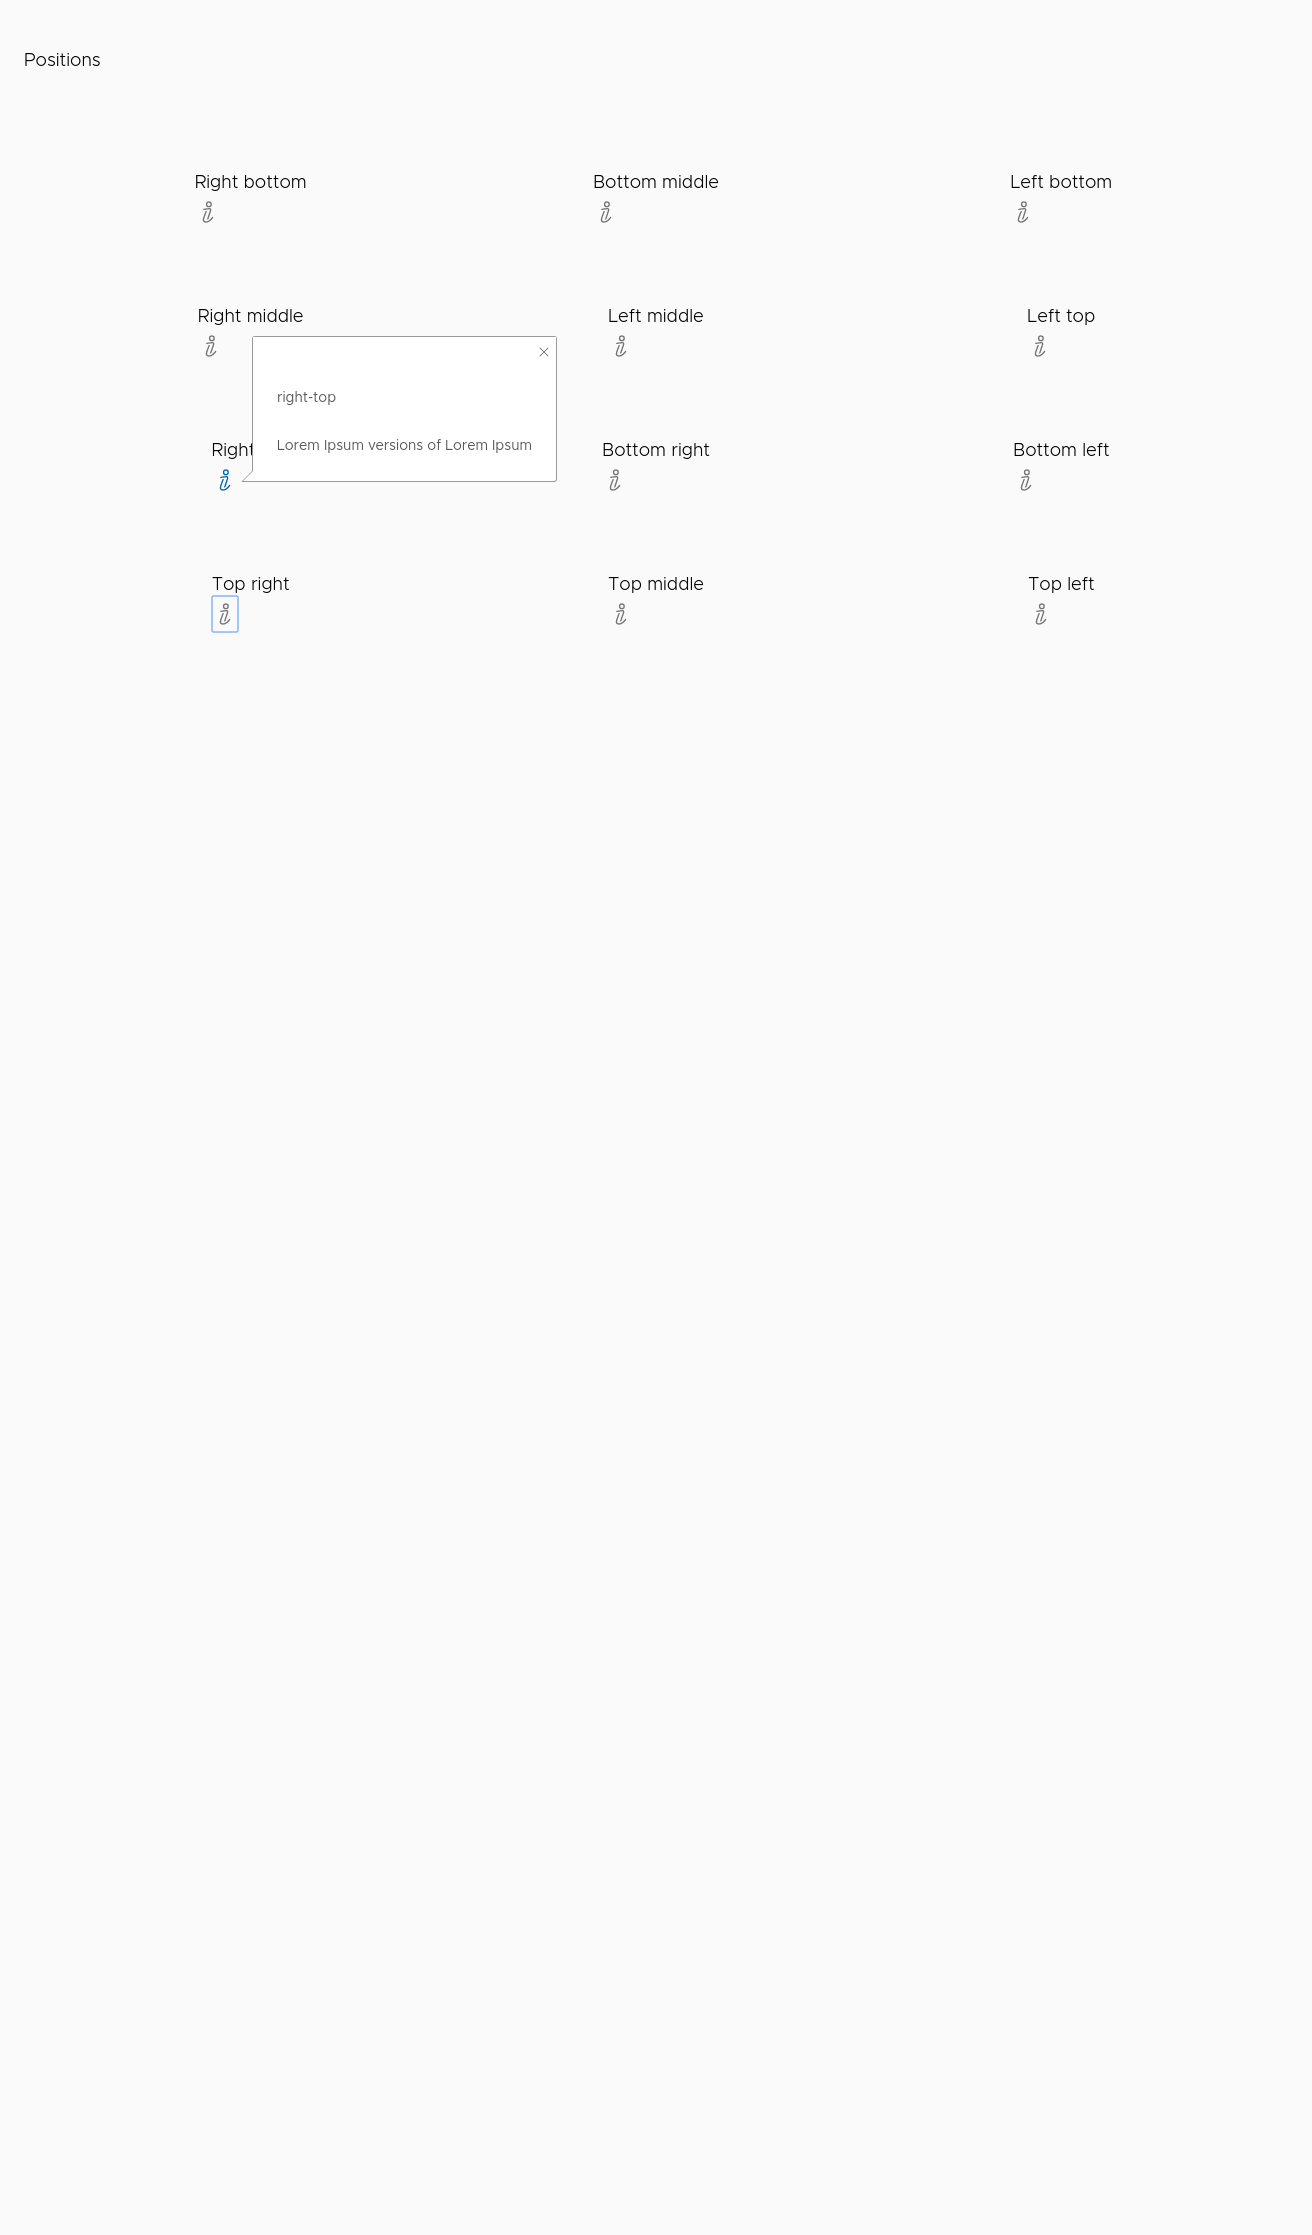 Positions
Right bottom
Bottom middle
Left bottom
Right middle
Left middle
Left top
right-top
Lorem Ipsum versions of Lorem Ipsum
Right
Bottom right
Bottom left
Top right
Top middle
Top left